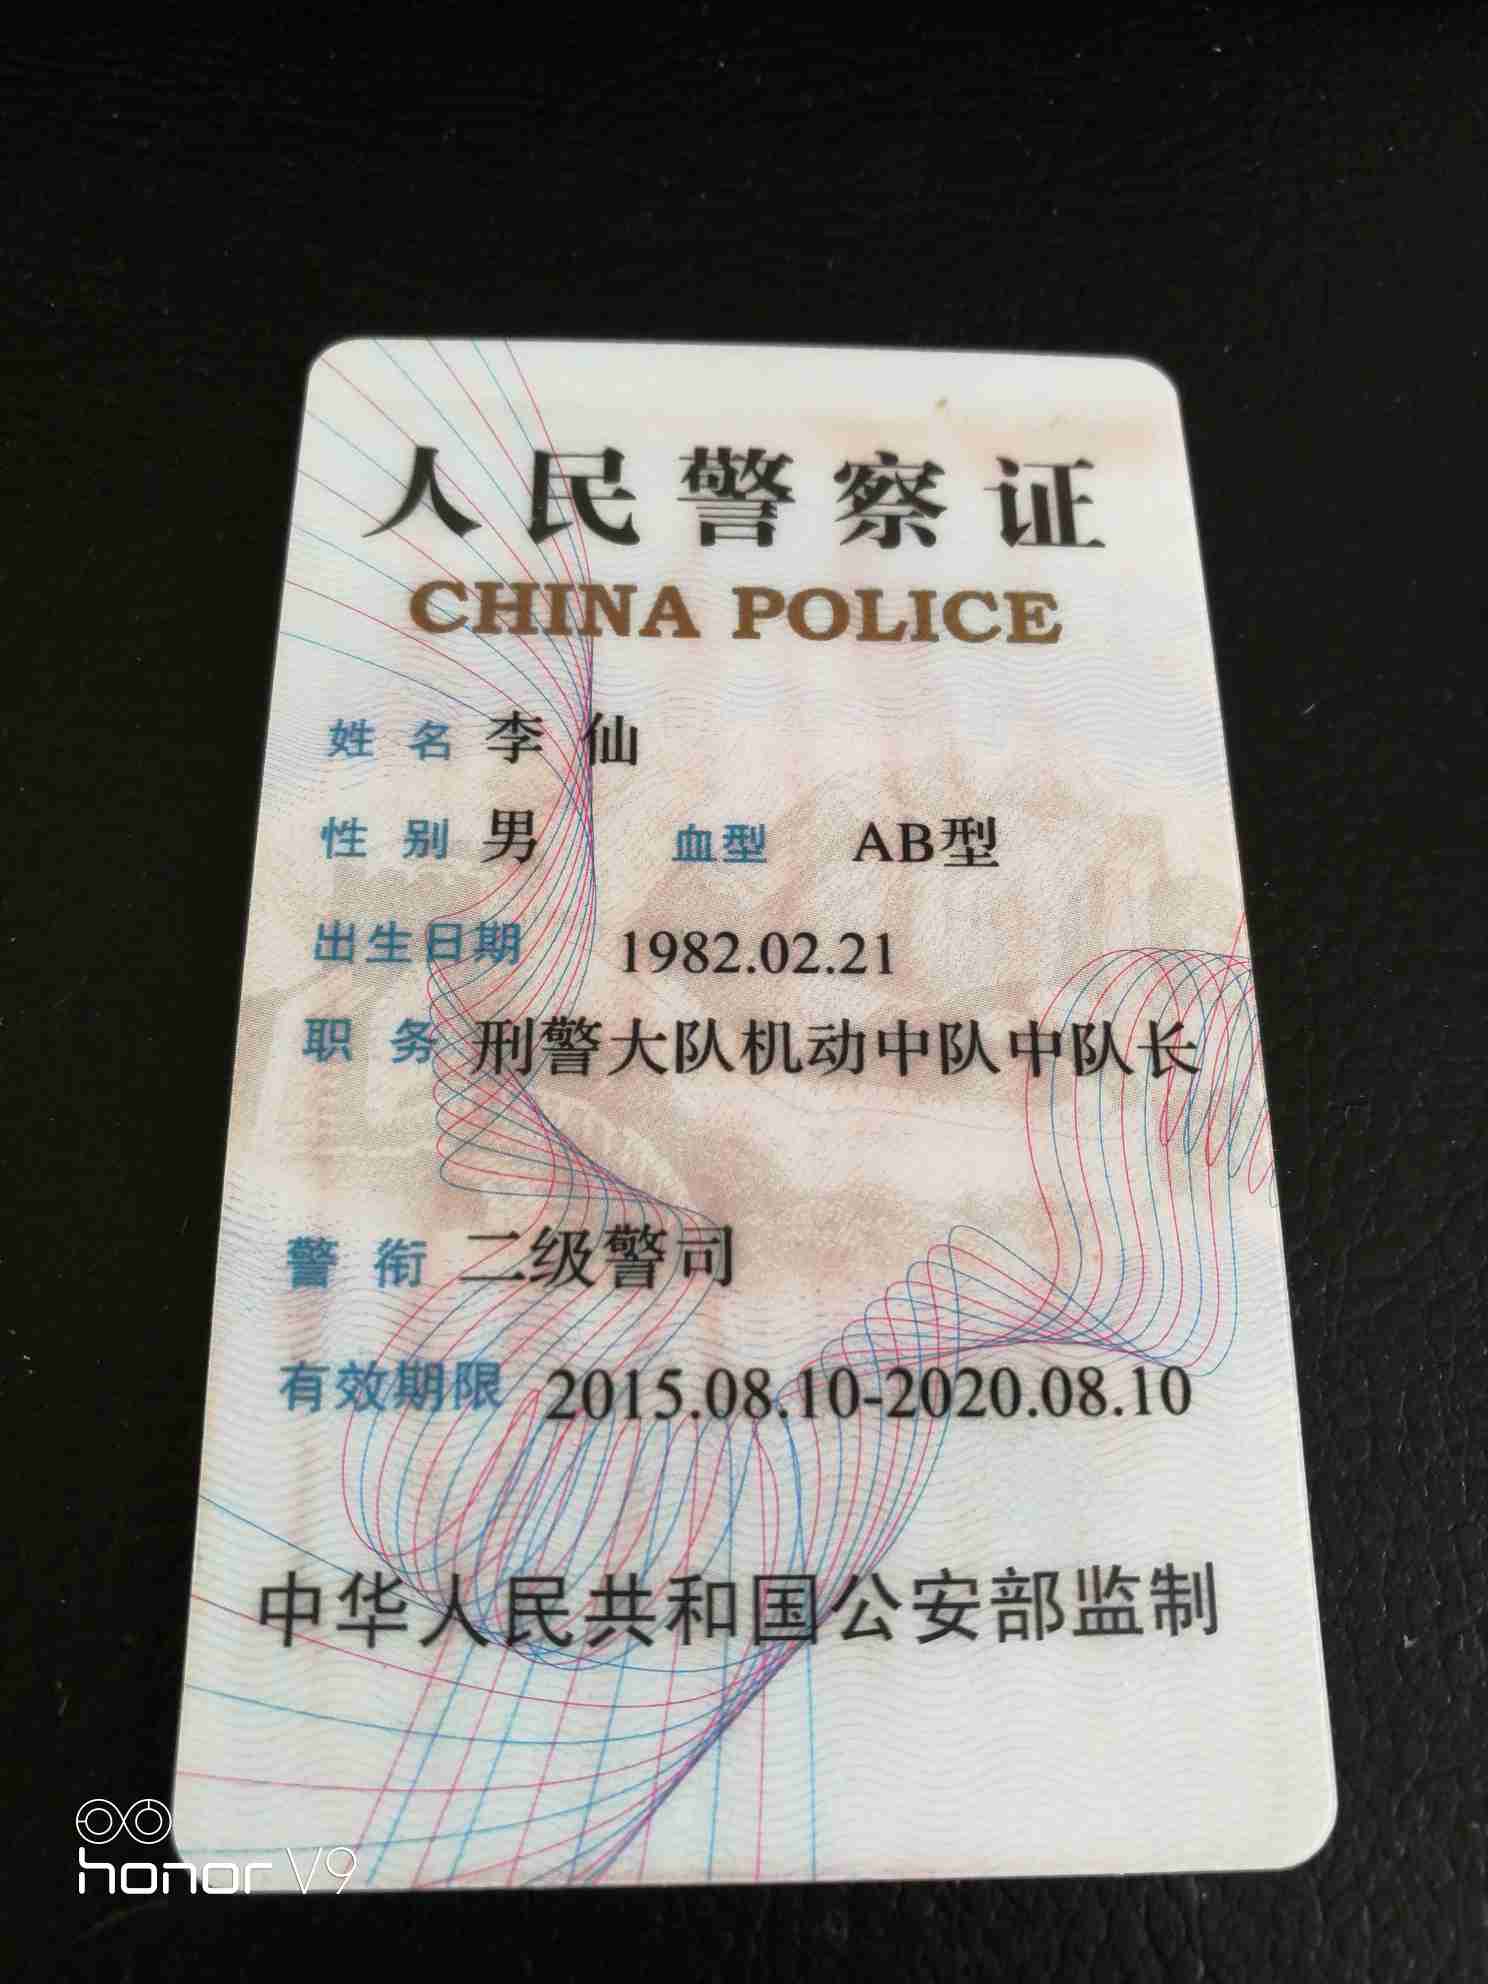 人民警察证
CHINA POLICE
姓名 李仙
性别 男 血型 AB型
出生日期 1982.02.21
职务 刑警大队机动中队中队长
警衔 二级警司
有效期限 2015.08.10-2020.08.10
中华人民共和国公安部监制
honor V9